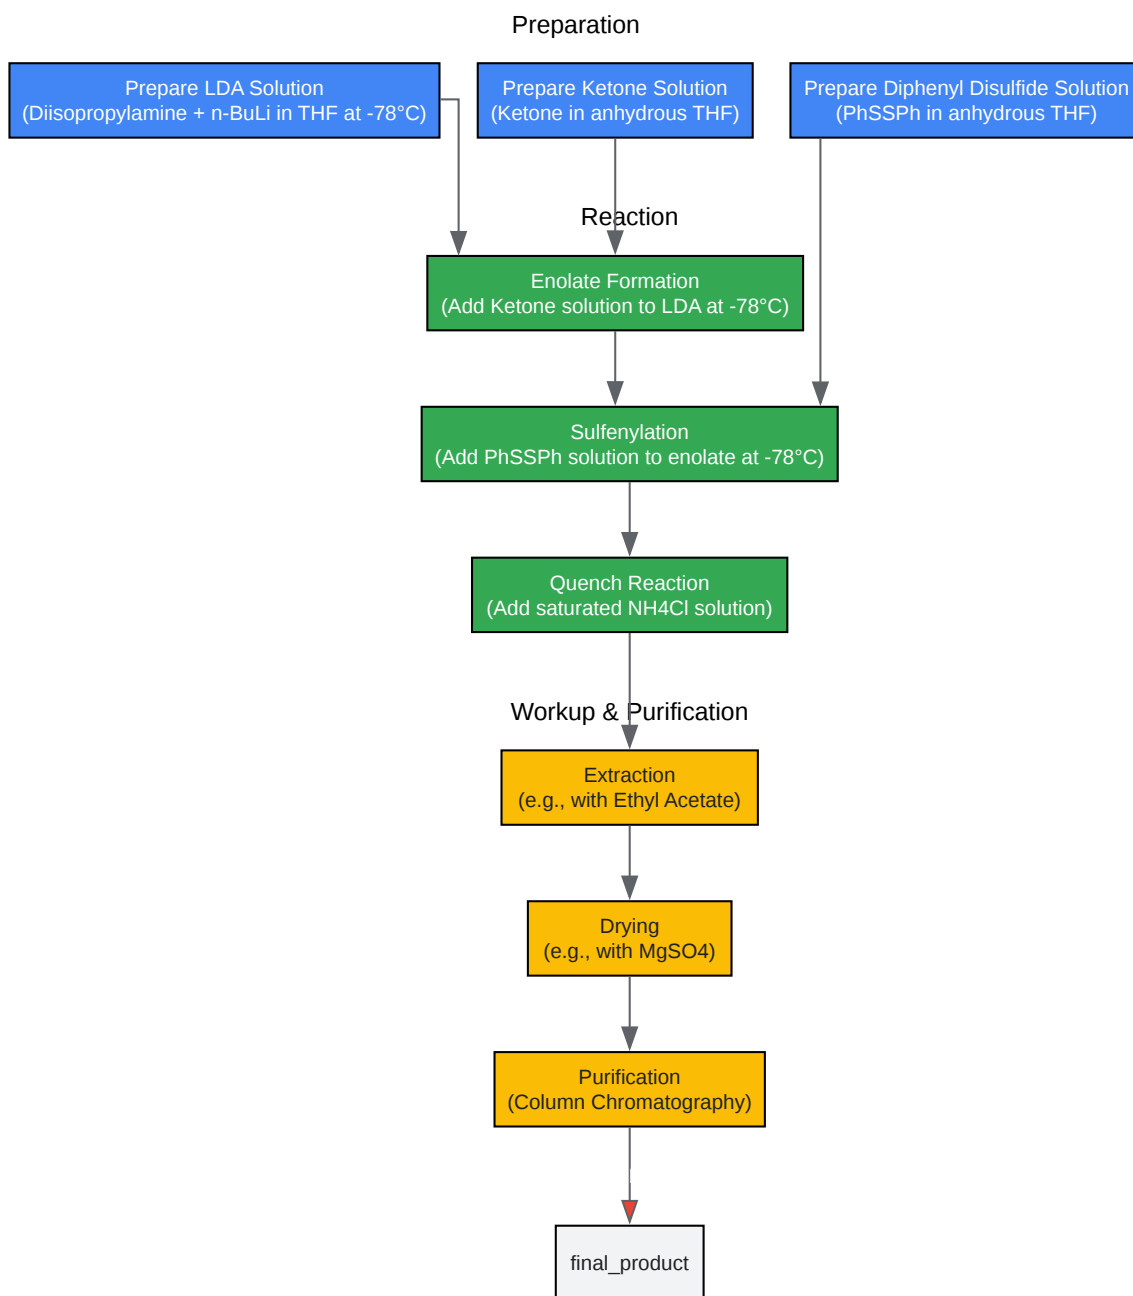 Preparation
Prepare LDA Solution
(Diisopropylamine + n-BuLi in THF at -78°C)
Prepare Ketone Solution
(Ketone in anhydrous THF)
Prepare Diphenyl Disulfide Solution
(PhSSPh in anhydrous THF)
Reaction
Enolate Formation
(Add Ketone solution to LDA at -78°C)
Sulfenylation
(Add PhSSPh solution to enolate at -78°C)
Quench Reaction
(Add saturated NH4Cl solution)
Workup & Purification
Extraction
(e.g., with Ethyl Acetate)
Drying
(e.g., with MgSO4)
Purification
(Column Chromatography)
final_product